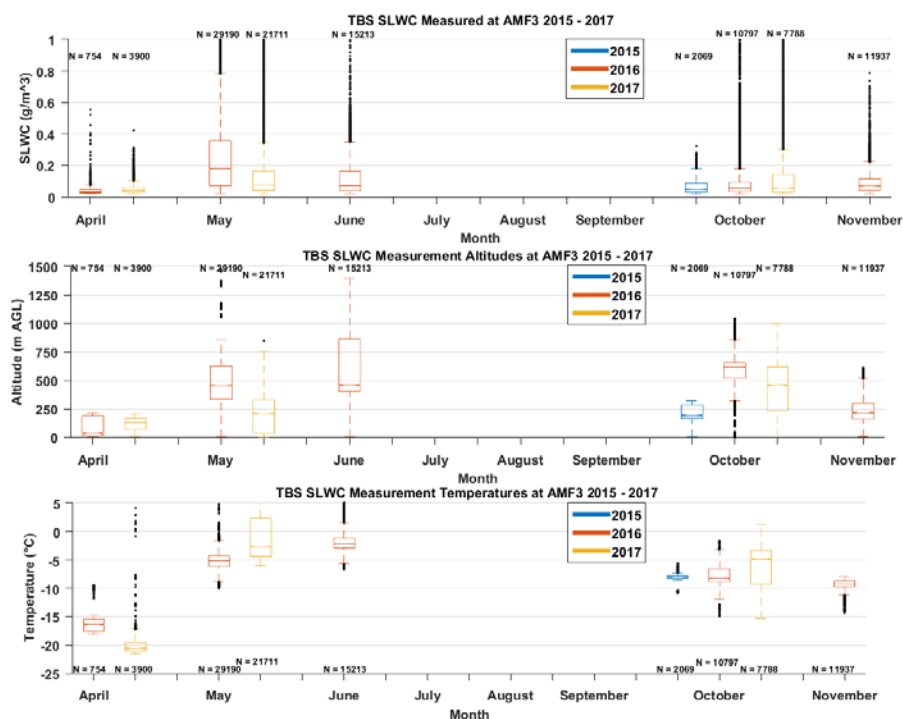 TBS SLWC Measured at AMF3 2015 - 2017
N = 754 N = 3900 N = 29190 N = 21711 N = 15213 N = 2069 N = 10797 N = 7788 N = 11937
2015
2016
2017
1
0.8
0.6
0.4
0.2
0
SLWC (g/m^3)
April May June July August September October November
Month
TBS SLWC Measurement Altitudes at AMF3 2015 - 2017
N = 754 N = 3900 N = 29190 N = 21711 N = 15213 N = 2069 N = 10797 N = 7788 N = 11937
2015
2016
2017
1500
1250
1000
750
500
250
0
Altitude (m AGL)
April May June July August September October November
Month
TBS SLWC Measurement Temperatures at AMF3 2015 - 2017
2015
2016
2017
5
0
-5
-10
-15
-20
-25
Temperature (°C)
N = 754 N = 3900 N = 29190 N = 21711 N = 15213 N = 2069 N = 10797 N = 7788 N = 11937
April May June July August September October November
Month